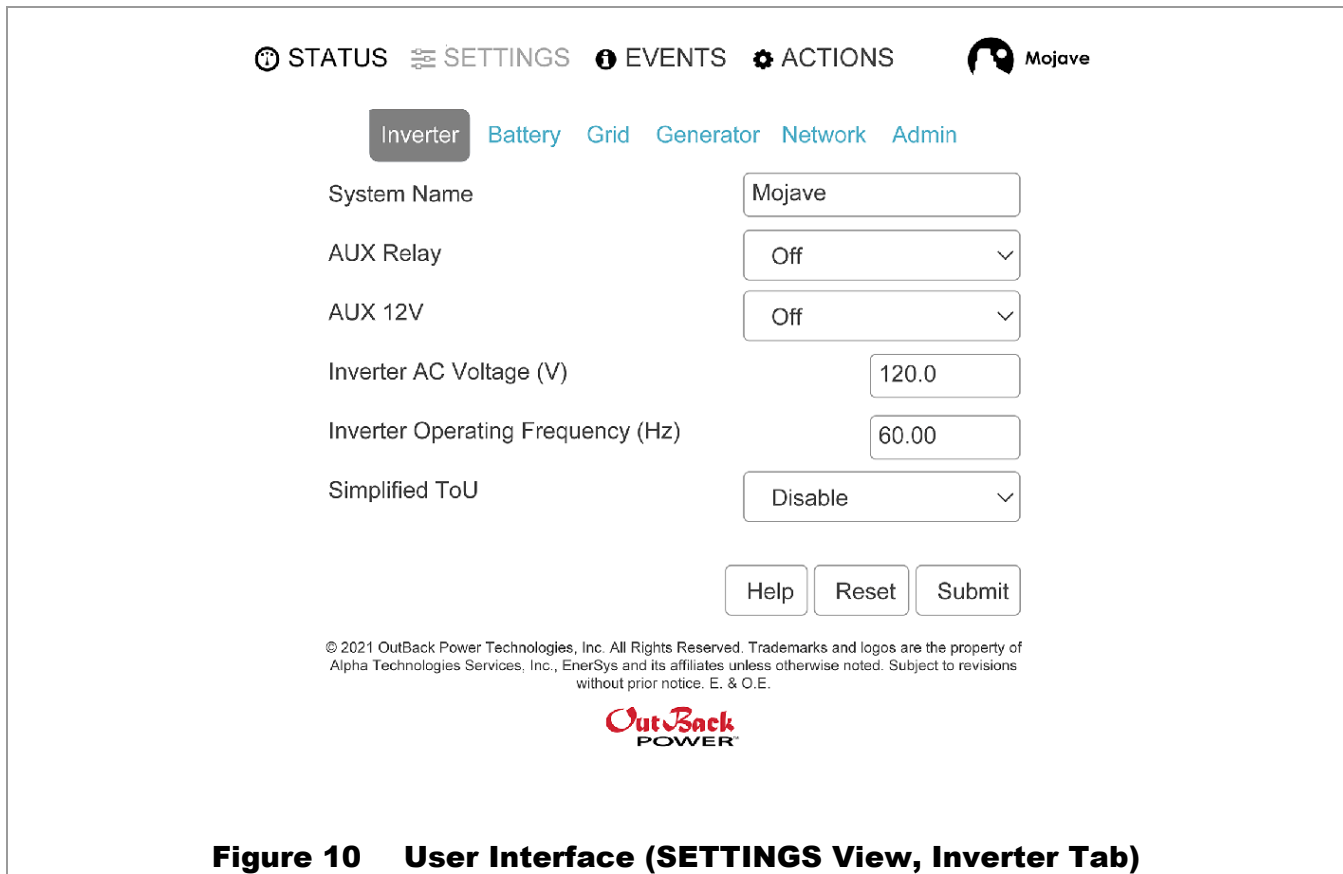 STATUS SETTINGS EVENTS ACTIONS Mojave
Inverter Battery Grid Generator Network Admin
System Name Mojave
AUX Relay Off
AUX 12V Off
Inverter AC Voltage (V) 120.0
Inverter Operating Frequency (Hz) 60.00
Simplified ToU Disable
Help Reset Submit
© 2021 OutBack Power Technologies, Inc. All Rights Reserved. Trademarks and logos are the property of
Alpha Technologies Services, Inc., EnerSys and its affiliates unless otherwise noted. Subject to revisions
without prior notice. E. & O.E.
OutBack
POWER™
Figure 10 User Interface (SETTINGS View, Inverter Tab)